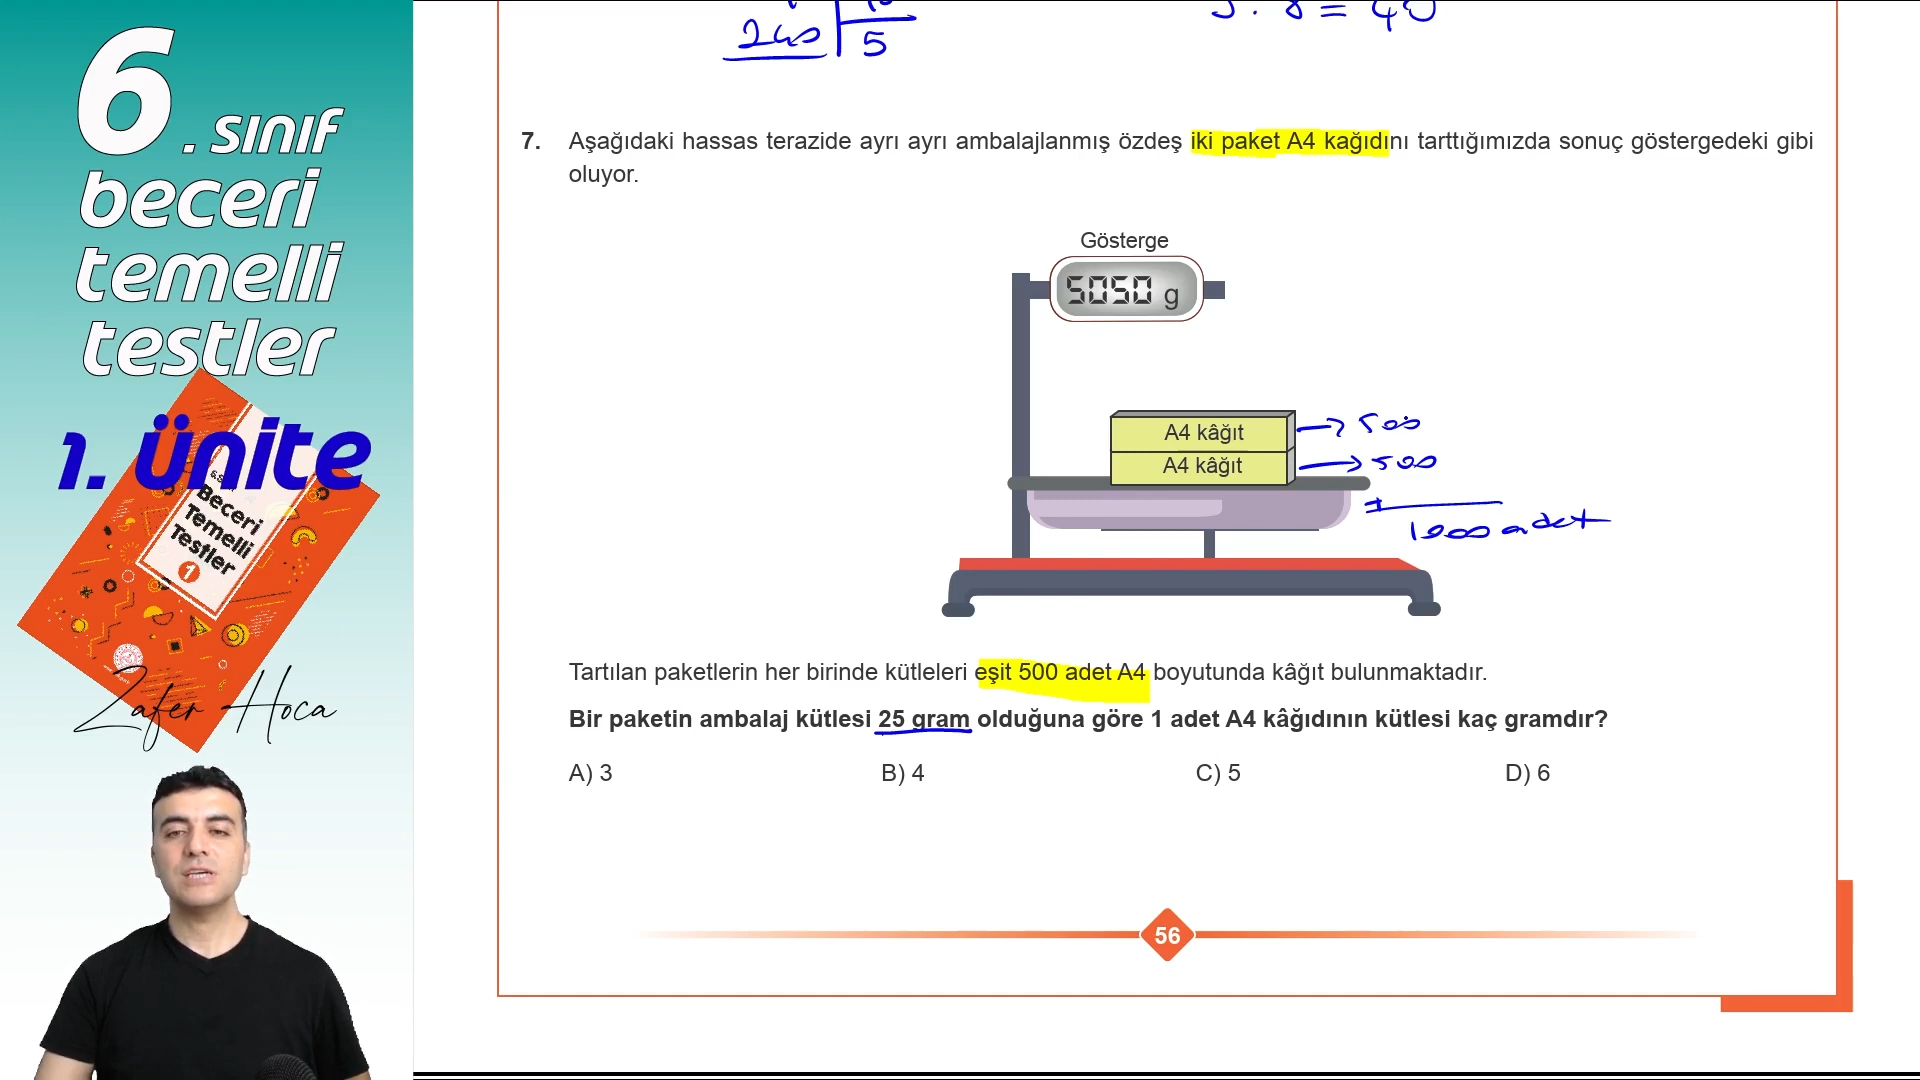 6
. sınıf
beceri
temelli
testler
1. ünite
6.Sınıf
Beceri
Temelli
Testler
1
Zafer Hoca
240
5
5 . 8 = 40
7. Aşağıdaki hassas terazide ayrı ayrı ambalajlanmış özdeş iki paket A4 kağıdını tarttığımızda sonuç göstergedeki gibi
oluyor.
Gösterge
5050 g
A4 kâğıt → 500
A4 kâğıt → 500
+
1000 adet
Tartılan paketlerin her birinde kütleleri eşit 500 adet A4 boyutunda kâğıt bulunmaktadır.
Bir paketin ambalaj kütlesi 25 gram olduğuna göre 1 adet A4 kâğıdının kütlesi kaç gramdır?
A) 3 B) 4 C) 5 D) 6
56